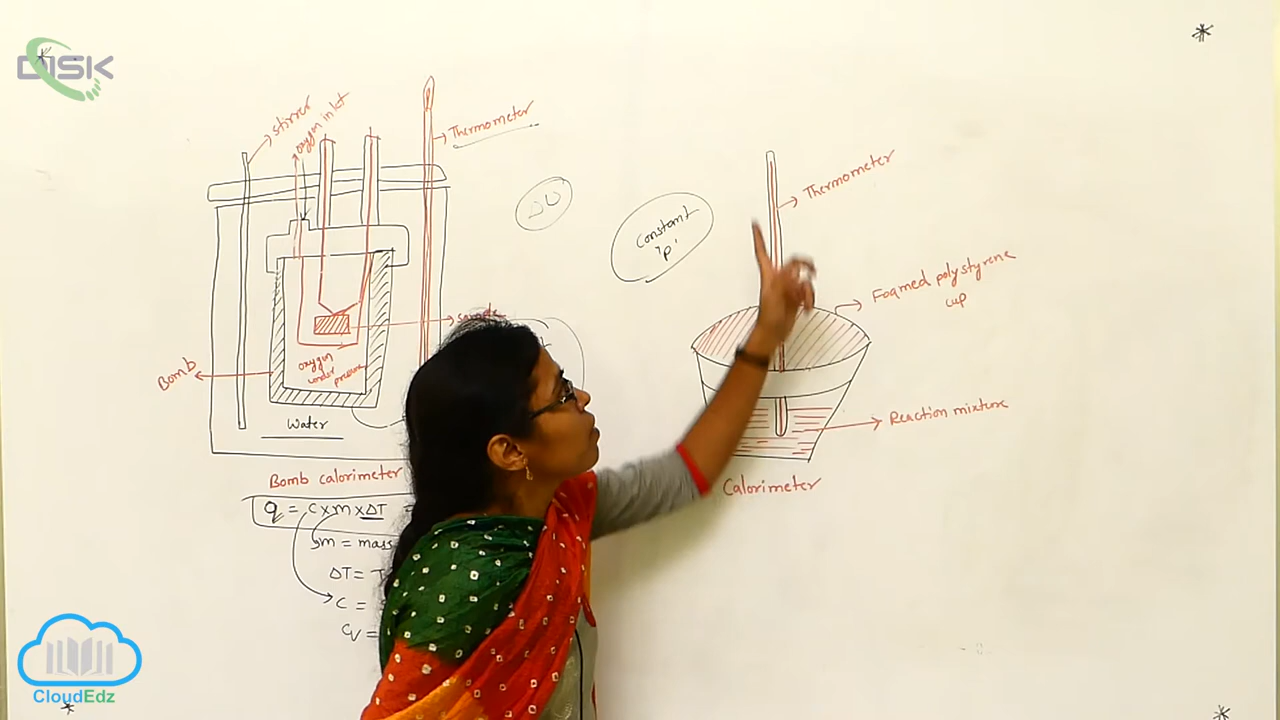 DISK
stirrer
oxygen inlet
Thermometer
ΔU
Constant
'P'
Thermometer
Foamed polystyrene
cup
oxygen
under pressure
Bomb
Water
Reaction mixture
Bomb calorimeter
Calorimeter
q = C x m x ΔT =
m = mass
ΔT = T
C =
Cv =
CloudEdz